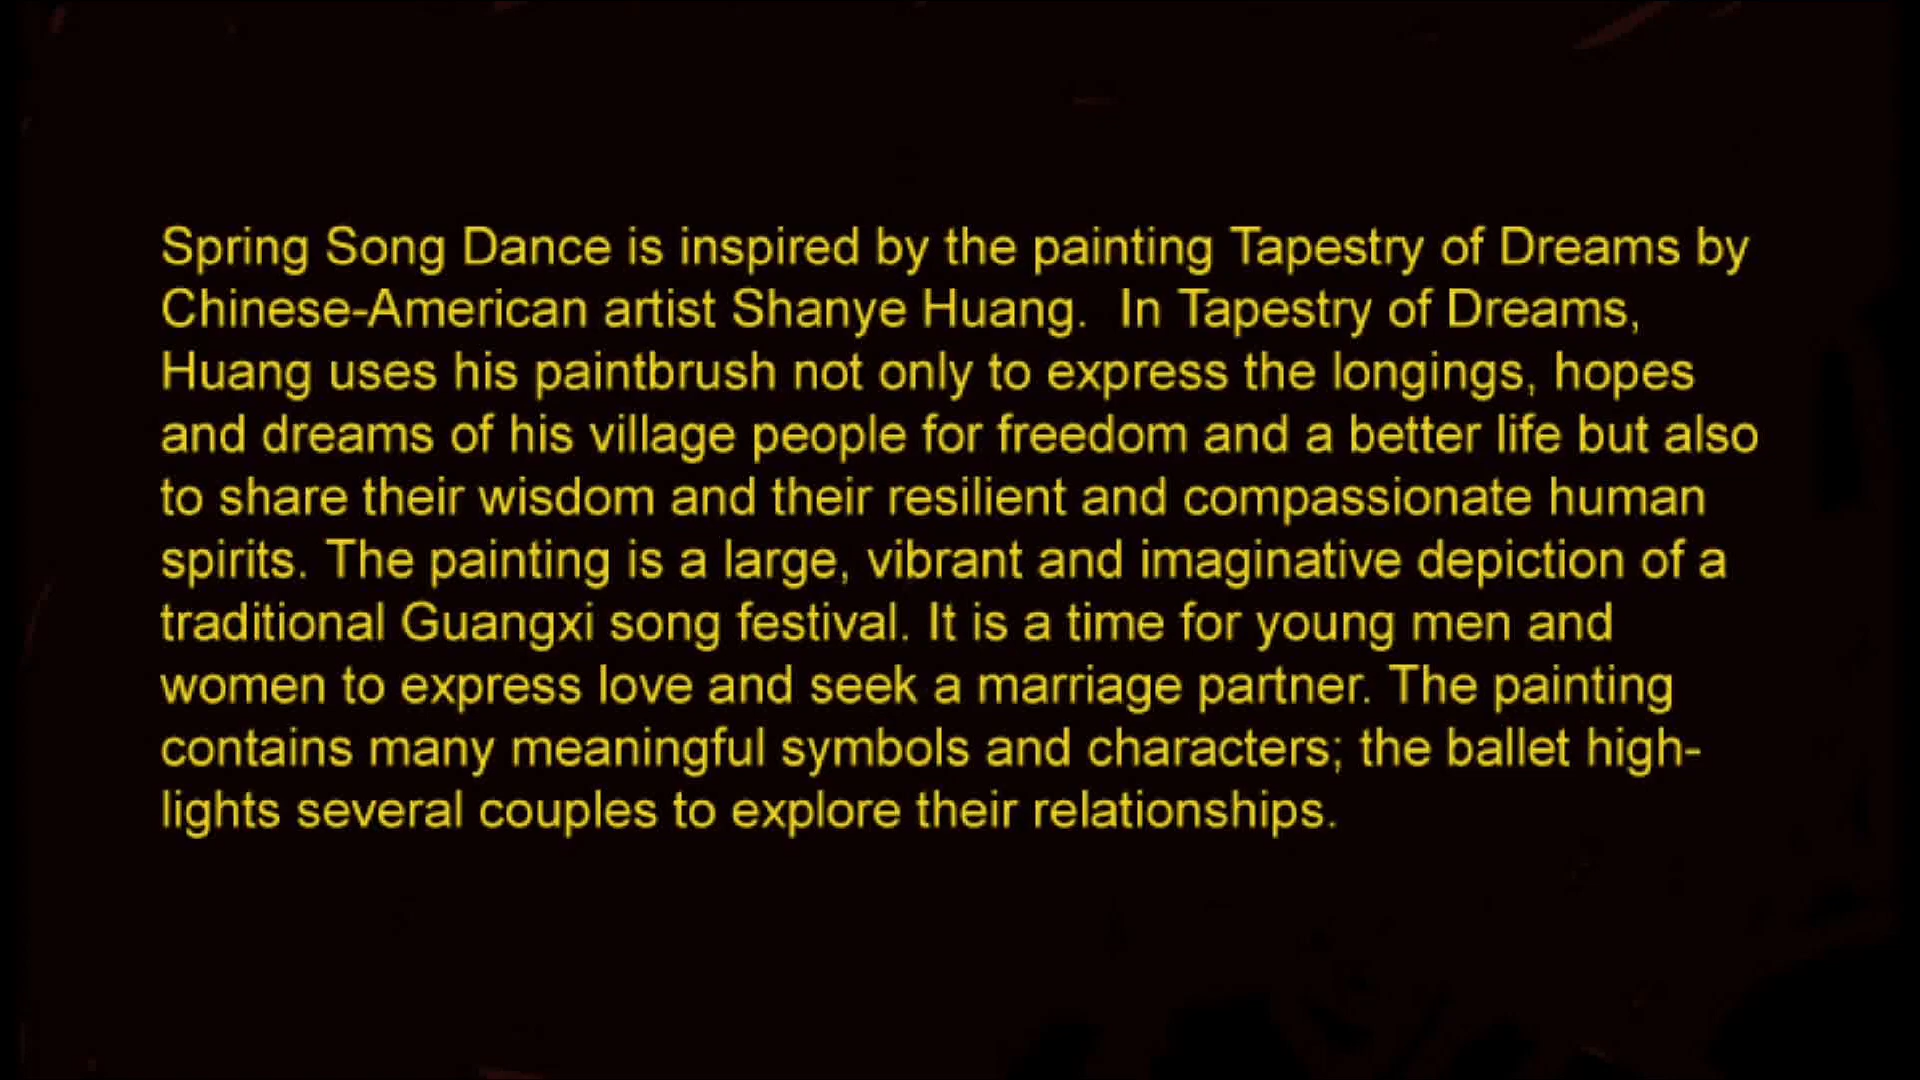 Spring Song Dance is inspired by the painting Tapestry of Dreams by
Chinese-American artist Shanye Huang.  In Tapestry of Dreams,
Huang uses his paintbrush not only to express the longings, hopes
and dreams of his village people for freedom and a better life but also
to share their wisdom and their resilient and compassionate human
spirits. The painting is a large, vibrant and imaginative depiction of a
traditional Guangxi song festival. It is a time for young men and
women to express love and seek a marriage partner. The painting
contains many meaningful symbols and characters; the ballet high-
lights several couples to explore their relationships.